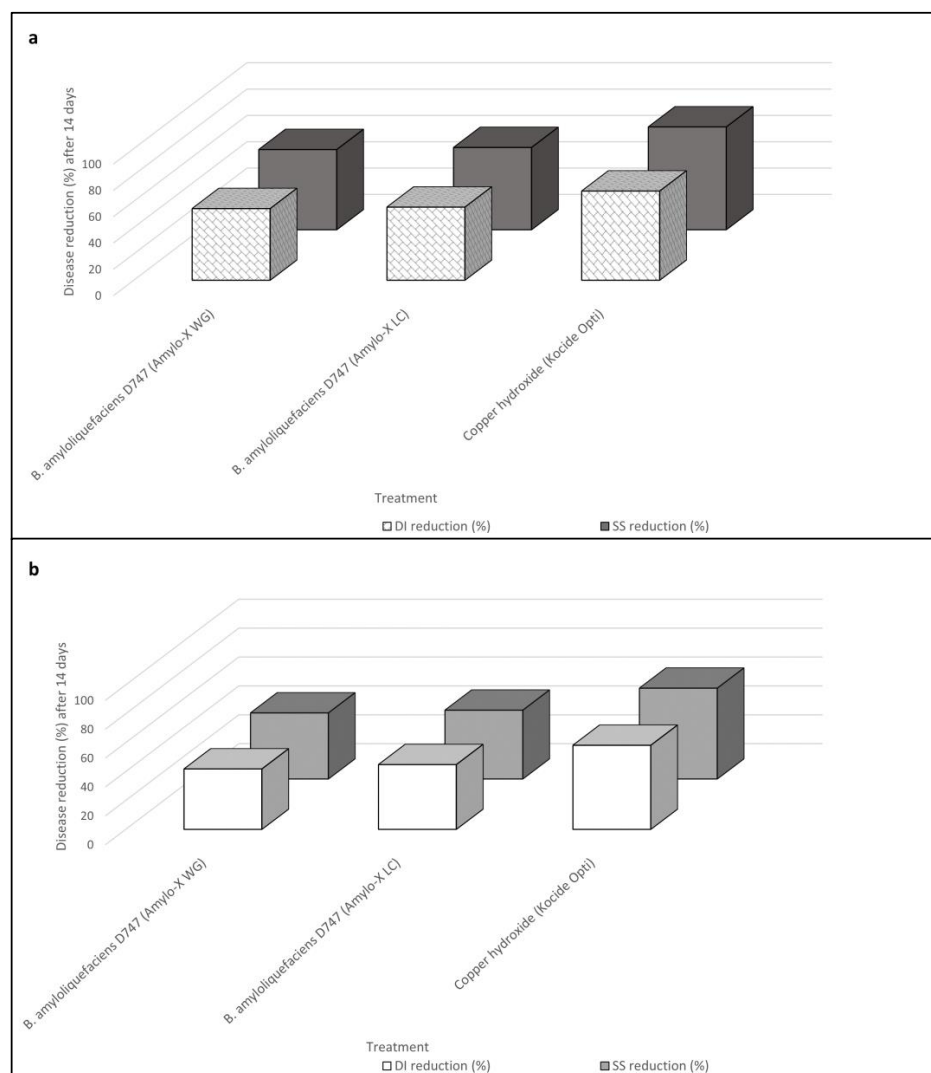 a
Disease reduction (%) after 14 days
100
80
60
40
20
0
B. amyloliquefaciens D747 (Amylo-X WG)
B. amyloliquefaciens D747 (Amylo-X LC)
Copper hydroxide (Kocide Opti)
Treatment
DI reduction (%) SS reduction (%)
b
Disease reduction (%) after 14 days
100
80
60
40
20
0
B. amyloliquefaciens D747 (Amylo-X WG)
B. amyloliquefaciens D747 (Amylo-X LC)
Copper hydroxide (Kocide Opti)
Treatment
DI reduction (%) SS reduction (%)